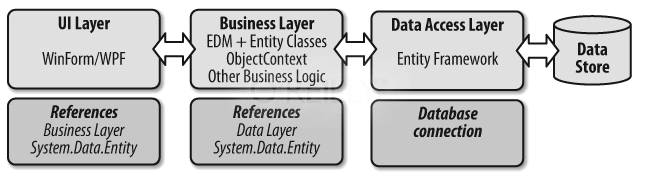 UI Layer
WinForm/WPF
Business Layer
EDM + Entity Classes
ObjectContext
Other Business Logic
Data Access Layer
Entity Framework
Data
Store
References
Business Layer
System.Data.Entity
References
Data Layer
System.Data.Entity
Database
connection